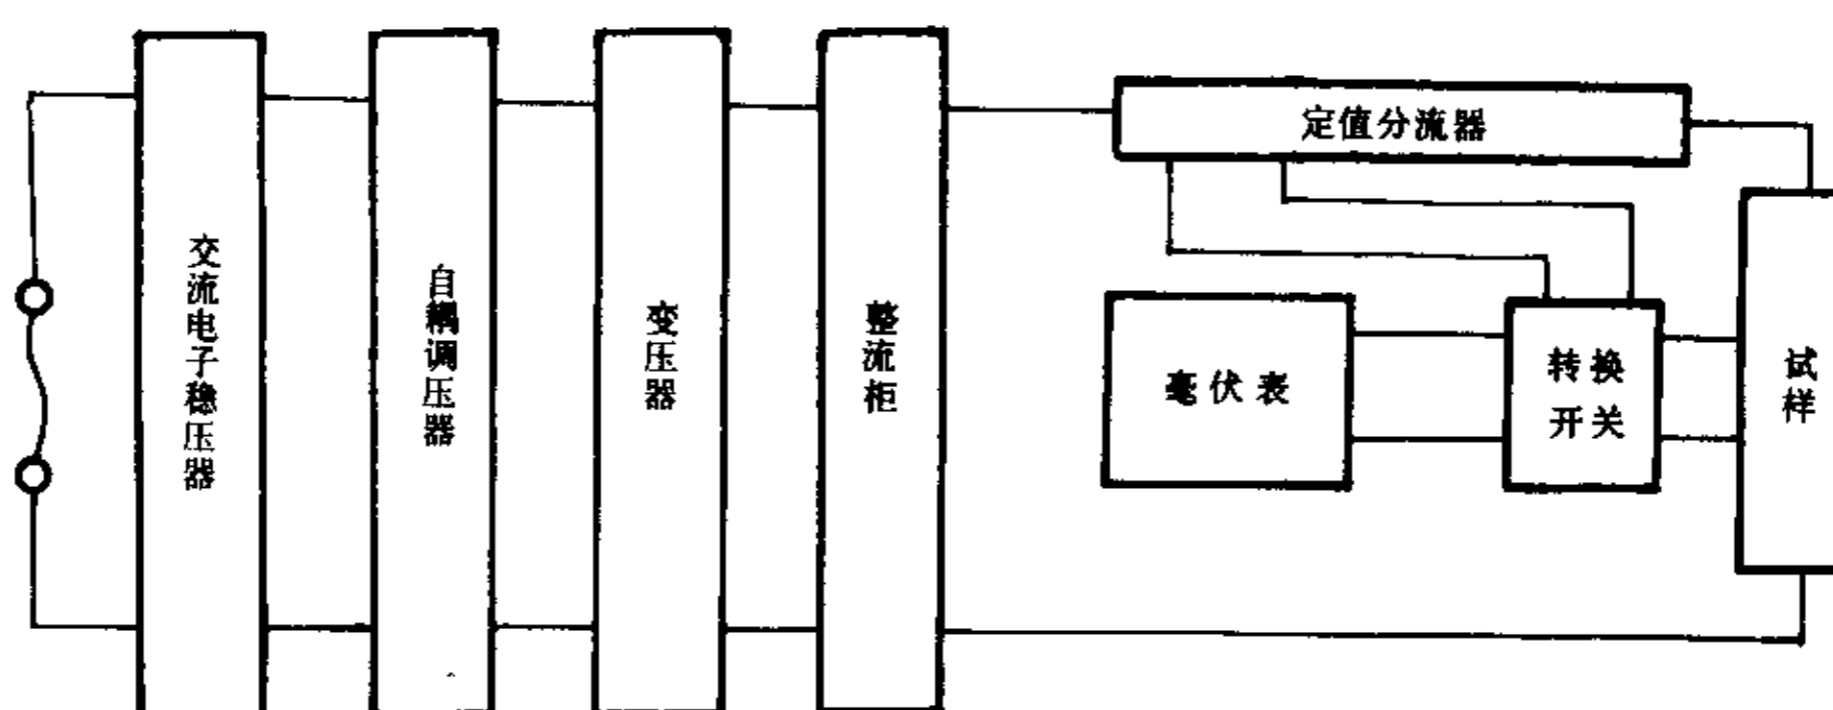 交流电子稳压器
自耦调压器
变压器
整流柜
定值分流器
毫伏表
转换
开关
试样